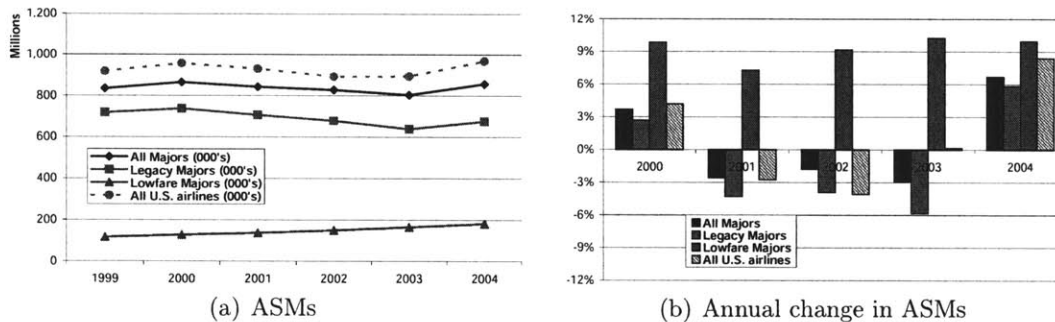 Millions
1,200
1,000
800
600
400
200
0
All Majors (000's)
Legacy Majors (000's)
Lowfare Majors (000's)
All U.S. airlines (000's)
1999 2000 2001 2002 2003 2004
(a) ASMs
12%
9%
6%
3%
0%
-3%
-6%
-9%
-12%
2000 2001 2002 2003 2004
All Majors
Legacy Majors
Lowfare Majors
All U.S. airlines
(b) Annual change in ASMs